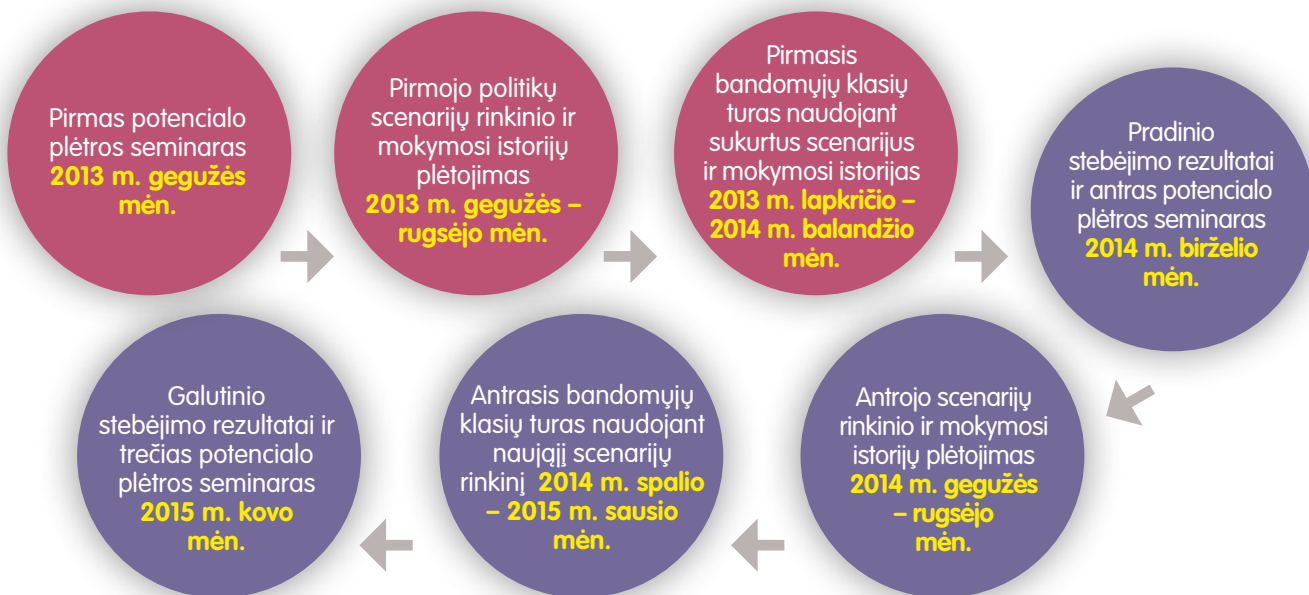 Pirmas potencialo
plėtros seminaras
2013 m. gegužės
mėn.
Pirmojo politikų
scenarijų rinkinio ir
mokymosi istorijų
plėtojimas
2013 m. gegužės –
rugsėjo mėn.
Pirmasis
bandomųjų klasių
turas naudojant
sukurtus scenarijus
ir mokymosi istorijas
2013 m. lapkričio –
2014 m. balandžio
mėn.
Pradinio
stebėjimo rezultatai
ir antras potencialo
plėtros seminaras
2014 m. birželio
mėn.
Antrojo scenarijų
rinkinio ir mokymosi
istorijų plėtojimas
2014 m. gegužės
– rugsėjo
mėn.
Antrasis bandomųjų
klasių turas naudojant
naująjį scenarijų
rinkinį 2014 m. spalio
– 2015 m. sausio
mėn.
Galutinio
stebėjimo rezultatai ir
trečias potencialo
plėtros seminaras
2015 m. kovo
mėn.